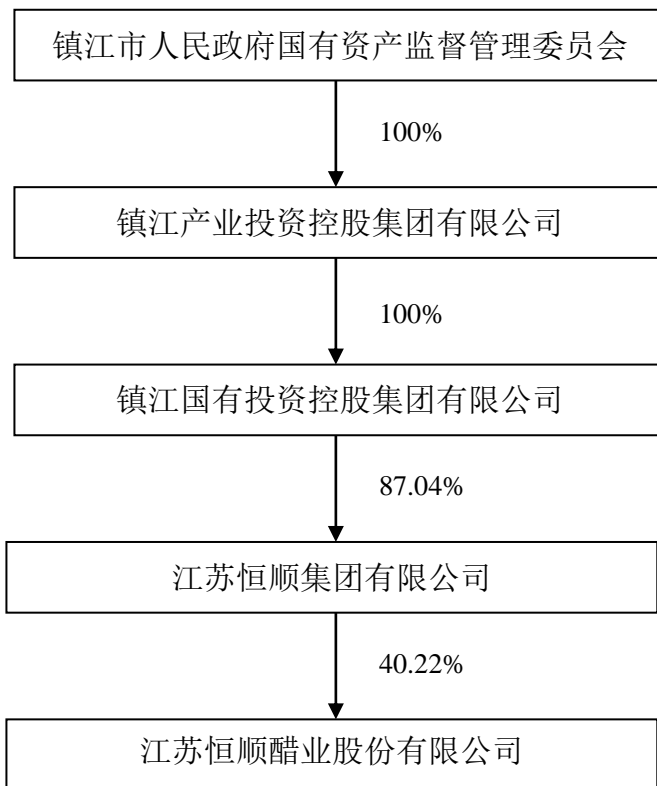 镇江市人民政府国有资产监督管理委员会
100%
镇江产业投资控股集团有限公司
100%
镇江国有投资控股集团有限公司
87.04%
江苏恒顺集团有限公司
40.22%
江苏恒顺醋业股份有限公司